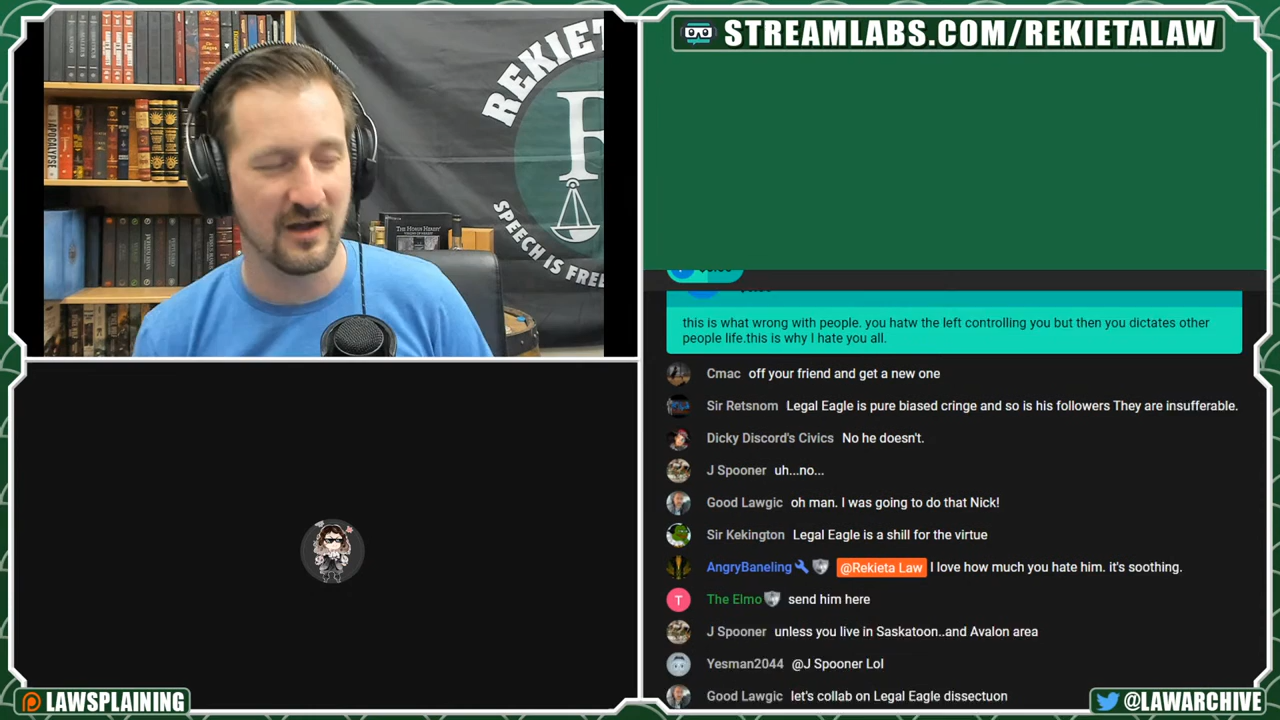 STREAMLABS.COM/REKIETALAW
REKIET
SPEECH IS FREE
APOCALYPSE
THE HORUS HERESY
this is what wrong with people. you hatw the left controlling you but then you dictates other
people life.this is why I hate you all.
Cmac off your friend and get a new one
Sir Retsnom Legal Eagle is pure biased cringe and so is his followers They are insufferable.
Dicky Discord's Civics No he doesn't.
J Spooner uh...no...
Good Lawgic oh man. I was going to do that Nick!
Sir Kekington Legal Eagle is a shill for the virtue
AngryBaneling @Rekieta Law I love how much you hate him. it's soothing.
T The Elmo send him here
J Spooner unless you live in Saskatoon..and Avalon area
Yesman2044 @J Spooner Lol
Good Lawgic let's collab on Legal Eagle dissectuon
LAWSPLAINING
@LAWARCHIVE